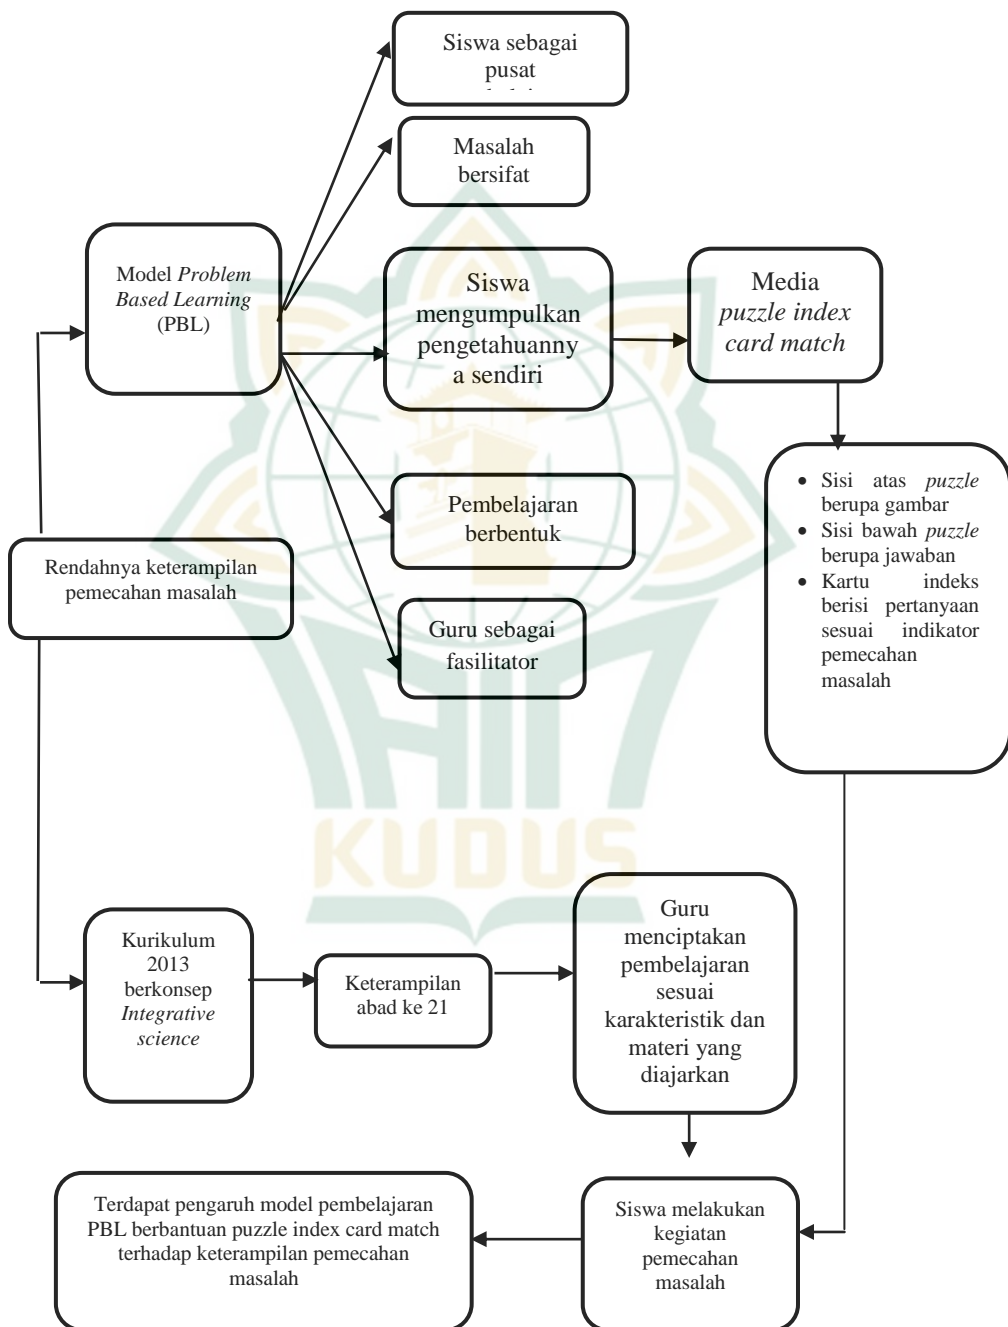 Siswa sebagai
pusat
Masalah
bersifat
Model Problem
Based Learning
(PBL)
Siswa
mengumpulkan
pengetahuanny
a sendiri
Media
puzzle index
card match
• Sisi atas puzzle
berupa gambar
• Sisi bawah puzzle
berupa jawaban
• Kartu indeks
berisi pertanyaan
sesuai indikator
pemecahan
masalah
Pembelajaran
berbentuk
Rendahnya keterampilan
pemecahan masalah
Guru sebagai
fasilitator
KUDUS
Kurikulum
2013
berkonsep
Integrative
science
Keterampilan
abad ke 21
Guru
menciptakan
pembelajaran
sesuai
karakteristik dan
materi yang
diajarkan
Terdapat pengaruh model pembelajaran
PBL berbantuan puzzle index card match
terhadap keterampilan pemecahan
masalah
Siswa melakukan
kegiatan
pemecahan
masalah